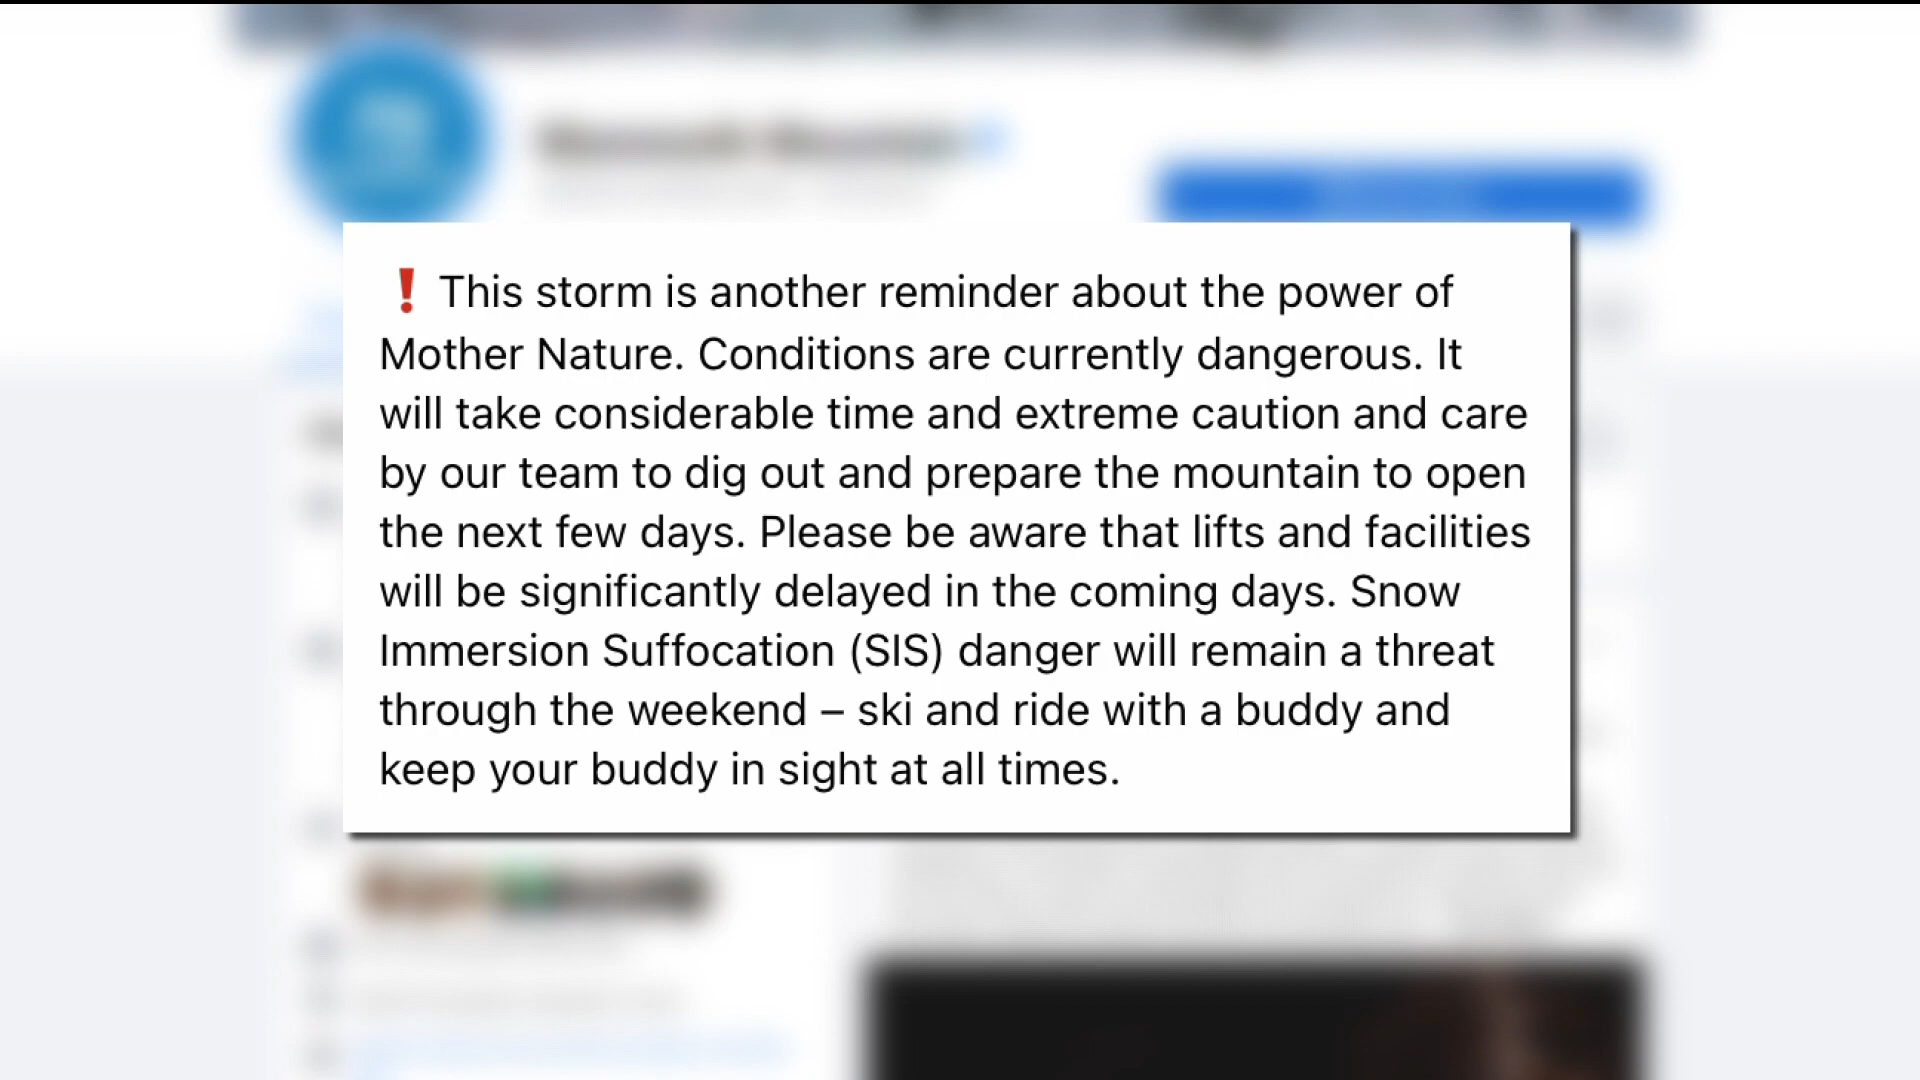 ❗ This storm is another reminder about the power of
Mother Nature. Conditions are currently dangerous. It
will take considerable time and extreme caution and care
by our team to dig out and prepare the mountain to open
the next few days. Please be aware that lifts and facilities
will be significantly delayed in the coming days. Snow
Immersion Suffocation (SIS) danger will remain a threat
through the weekend – ski and ride with a buddy and
keep your buddy in sight at all times.